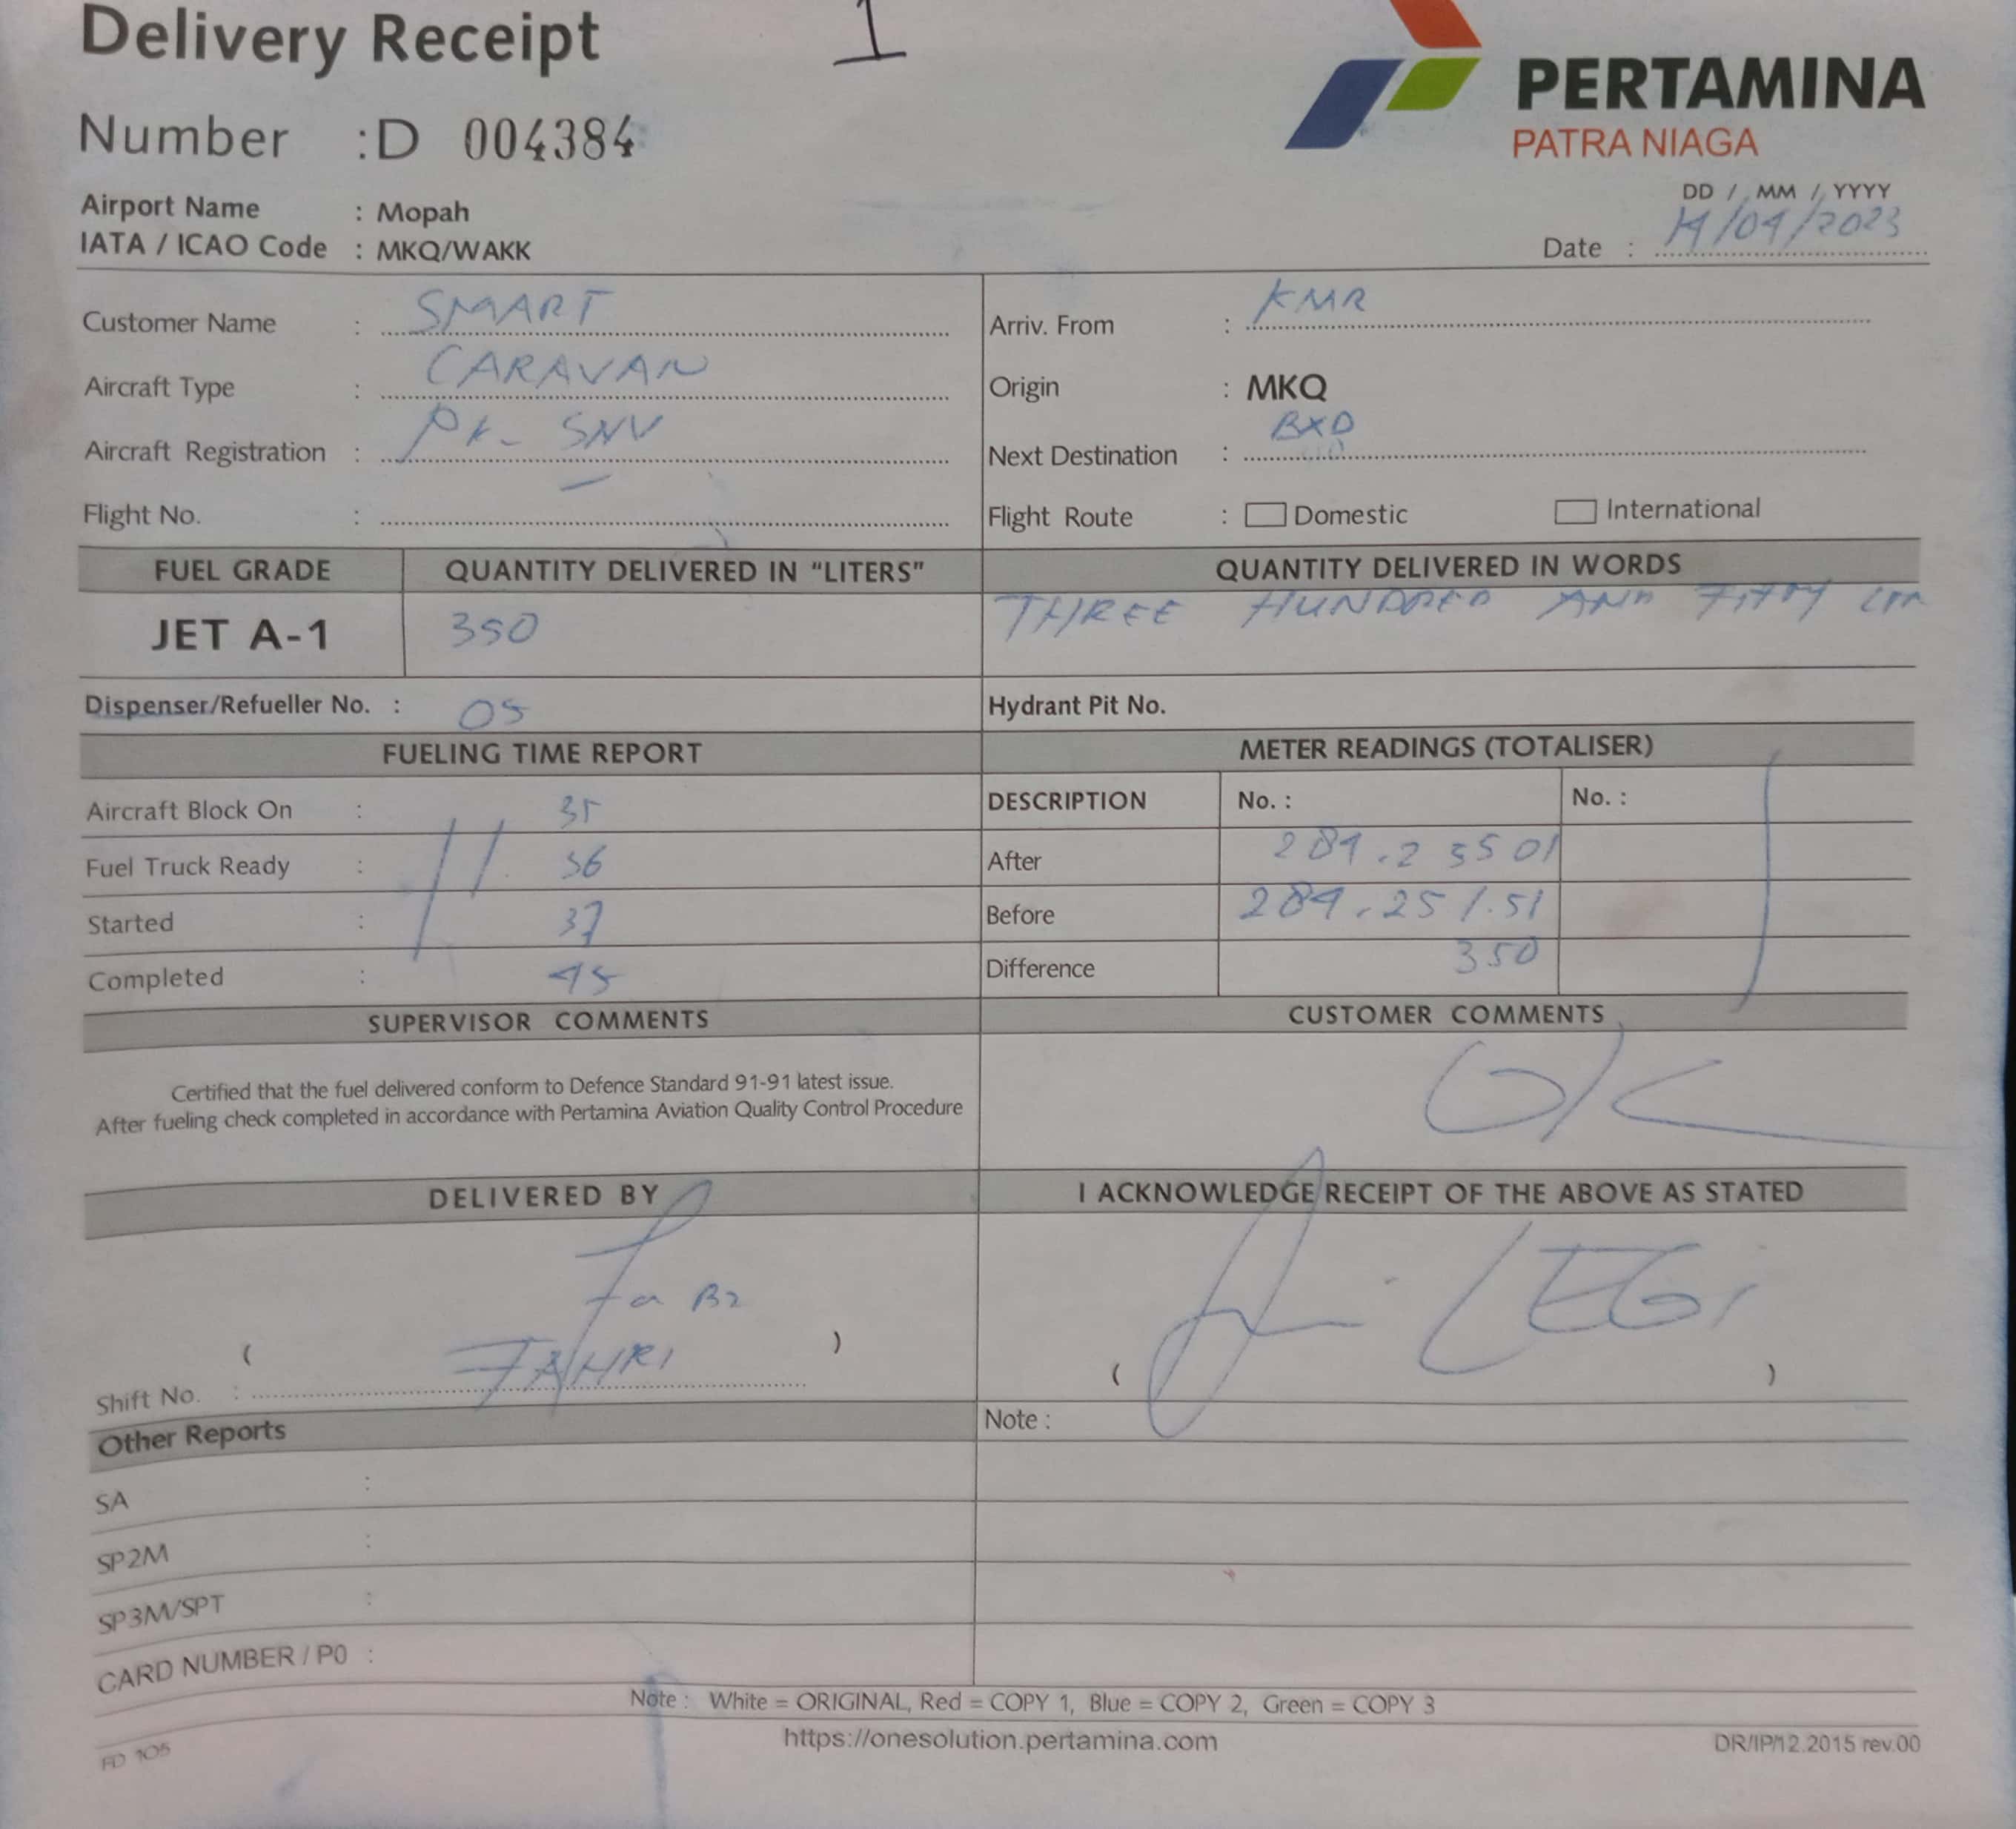 Delivery Receipt
1
PERTAMINA
PATRA NIAGA
Number : D 004384
Airport Name : Mopah
IATA / ICAO Code : MKQ/WAKK
DD / MM / YYYY
Date : 14/04/2023
Customer Name : SMART
Arriv. From : KMR
Aircraft Type : CARAVAN
Origin : MKQ
Aircraft Registration : PK- SNV
Next Destination : BXD
Flight No. :
Flight Route : Domestic International
FUEL GRADE QUANTITY DELIVERED IN "LITERS" QUANTITY DELIVERED IN WORDS
JET A-1 350 THREE HUNDRED AND FIFTY LTR
Dispenser/Refueller No. : 05
Hydrant Pit No.
FUELING TIME REPORT METER READINGS (TOTALISER)
Aircraft Block On : 35
DESCRIPTION No. : No. :
Fuel Truck Ready : 36
After
Started : 37
Before 284.251.51
Completed : 45
Difference 350
SUPERVISOR COMMENTS CUSTOMER COMMENTS
Certified that the fuel delivered conform to Defence Standard 91-91 latest issue.
After fueling check completed in accordance with Pertamina Aviation Quality Control Procedure
OK
DELIVERED BY I ACKNOWLEDGE RECEIPT OF THE ABOVE AS STATED
LEGI
( FAHRI ) ( )
Shift No. :
Other Reports Note :
SA :
SP2M :
SP3M/SPT :
CARD NUMBER / P0 :
Note : White = ORIGINAL, Red = COPY 1, Blue = COPY 2, Green = COPY 3
FD 105 https://onesolution.pertamina.com DR/IP/12.2015 rev.00